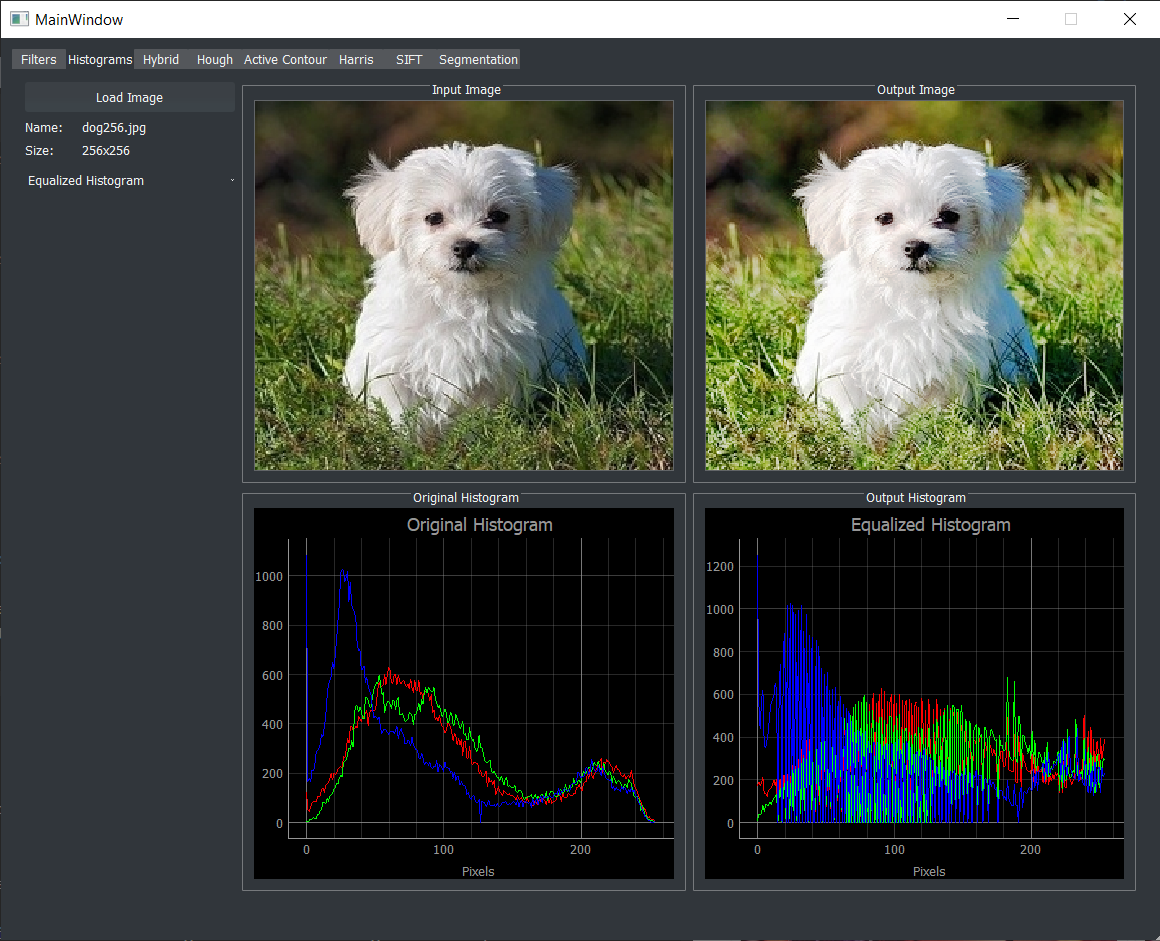 MainWindow
Filters Histograms Hybrid Hough Active Contour Harris SIFT Segmentation
Load Image
Name: dog256.jpg
Size: 256x256
Equalized Histogram
Input Image
Output Image
Original Histogram
Original Histogram
1000
800
600
400
200
0
0 100 200
Pixels
Output Histogram
Equalized Histogram
1200
1000
800
600
400
200
0
0 100 200
Pixels